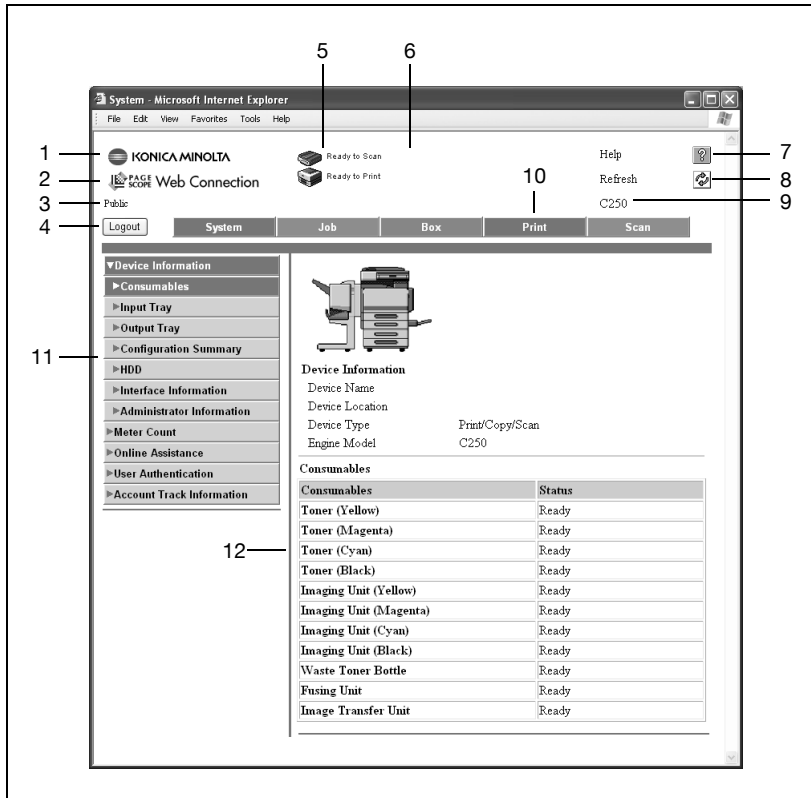 5 6
System - Microsoft Internet Explorer
File Edit View Favorites Tools Help
1 KONICA MINOLTA Ready to Scan Help 7
2 PAGE SCOPE Web Connection Ready to Print 10 Refresh 8
3 Public C250 9
4 Logout System Job Box Print Scan
Device Information
Consumables
Input Tray
Output Tray
Configuration Summary
11
HDD
Interface Information
Administrator Information
Meter Count
Online Assistance
User Authentication
Account Track Information
Device Information
Device Name
Device Location
Device Type Print/Copy/Scan
Engine Model C250
Consumables
Consumables Status
Toner (Yellow) Ready
Toner (Magenta) Ready
12 Toner (Cyan) Ready
Toner (Black) Ready
Imaging Unit (Yellow) Ready
Imaging Unit (Magenta) Ready
Imaging Unit (Cyan) Ready
Imaging Unit (Black) Ready
Waste Toner Bottle Ready
Fusing Unit Ready
Image Transfer Unit Ready